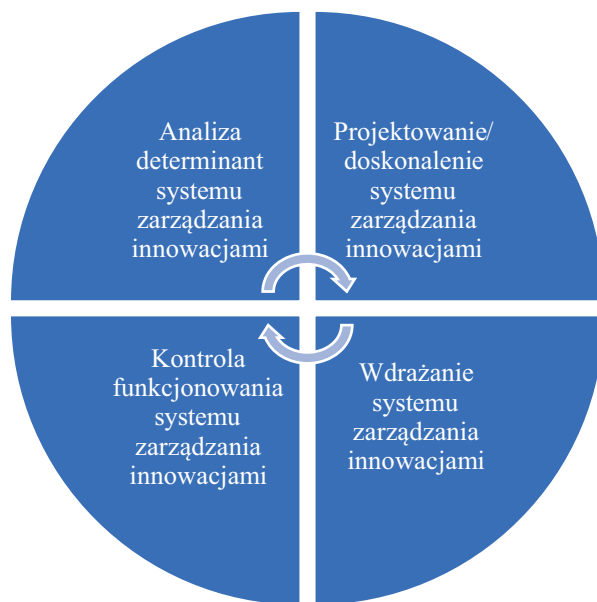 Analiza
determinant
systemu
zarządzania
innowacjami
Projektowanie/
doskonalenie
systemu
zarządzania
innowacjami
Kontrola
funkcjonowania
systemu
zarządzania
innowacjami
Wdrażanie
systemu
zarządzania
innowacjami